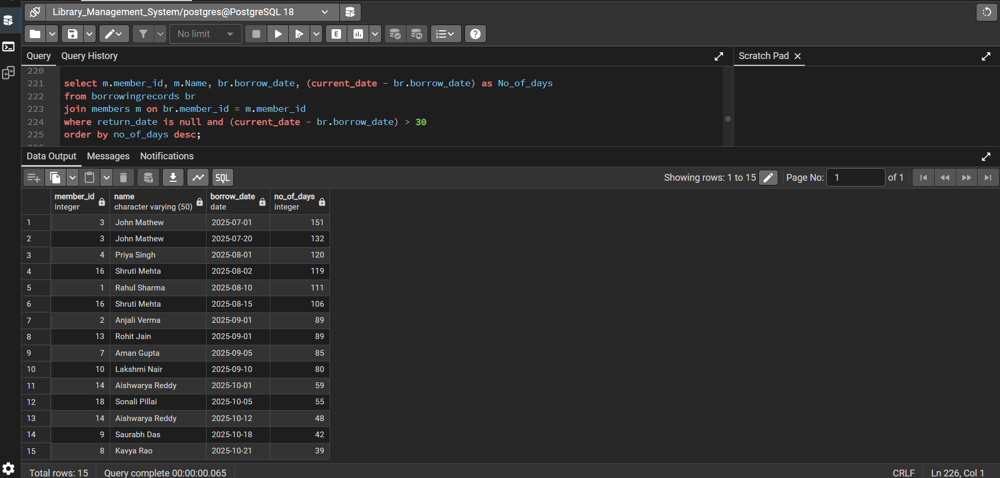 Library_Management_System/postgres@PostgreSQL 18
No limit
E
Query Query History
Scratch Pad
220
221 select m.member_id, m.Name, br.borrow_date, (current_date - br.borrow_date) as No_of_days
222 from borrowingrecords br
223 join members m on br.member_id = m.member_id
224 where return_date is null and (current_date - br.borrow_date) > 30
225 order by no_of_days desc;
226
Data Output Messages Notifications
SQL Showing rows: 1 to 15 Page No: 1 of 1
member_id name borrow_date no_of_days
integer character varying (50) date integer
1 3 John Mathew 2025-07-01 151
2 3 John Mathew 2025-07-20 132
3 4 Priya Singh 2025-08-01 120
4 16 Shruti Mehta 2025-08-02 119
5 1 Rahul Sharma 2025-08-10 111
6 16 Shruti Mehta 2025-08-15 106
7 2 Anjali Verma 2025-09-01 89
8 13 Rohit Jain 2025-09-01 89
9 7 Aman Gupta 2025-09-05 85
10 10 Lakshmi Nair 2025-09-10 80
11 14 Aishwarya Reddy 2025-10-01 59
12 18 Sonali Pillai 2025-10-05 55
13 14 Aishwarya Reddy 2025-10-12 48
14 9 Saurabh Das 2025-10-18 42
15 8 Kavya Rao 2025-10-21 39
Total rows: 15 Query complete 00:00:00.065 CRLF Ln 226, Col 1